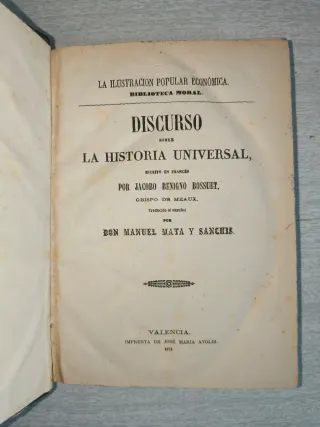 LA ILUSTRACION POPULAR ECONÓMICA.
BIBLIOTECA MORAL.
DISCURSO
SOBRE
LA HISTORIA UNIVERSAL,
ESCRITO EN FRANCÉS
POR JACOBO BENIGNO BOSSUET,
OBISPO DE MEAUX.
Traducido al español
POR
DON MANUEL MATA Y SANCHIS.
VALENCIA.
IMPRENTA DE JOSÉ MARIA AYOLDI.